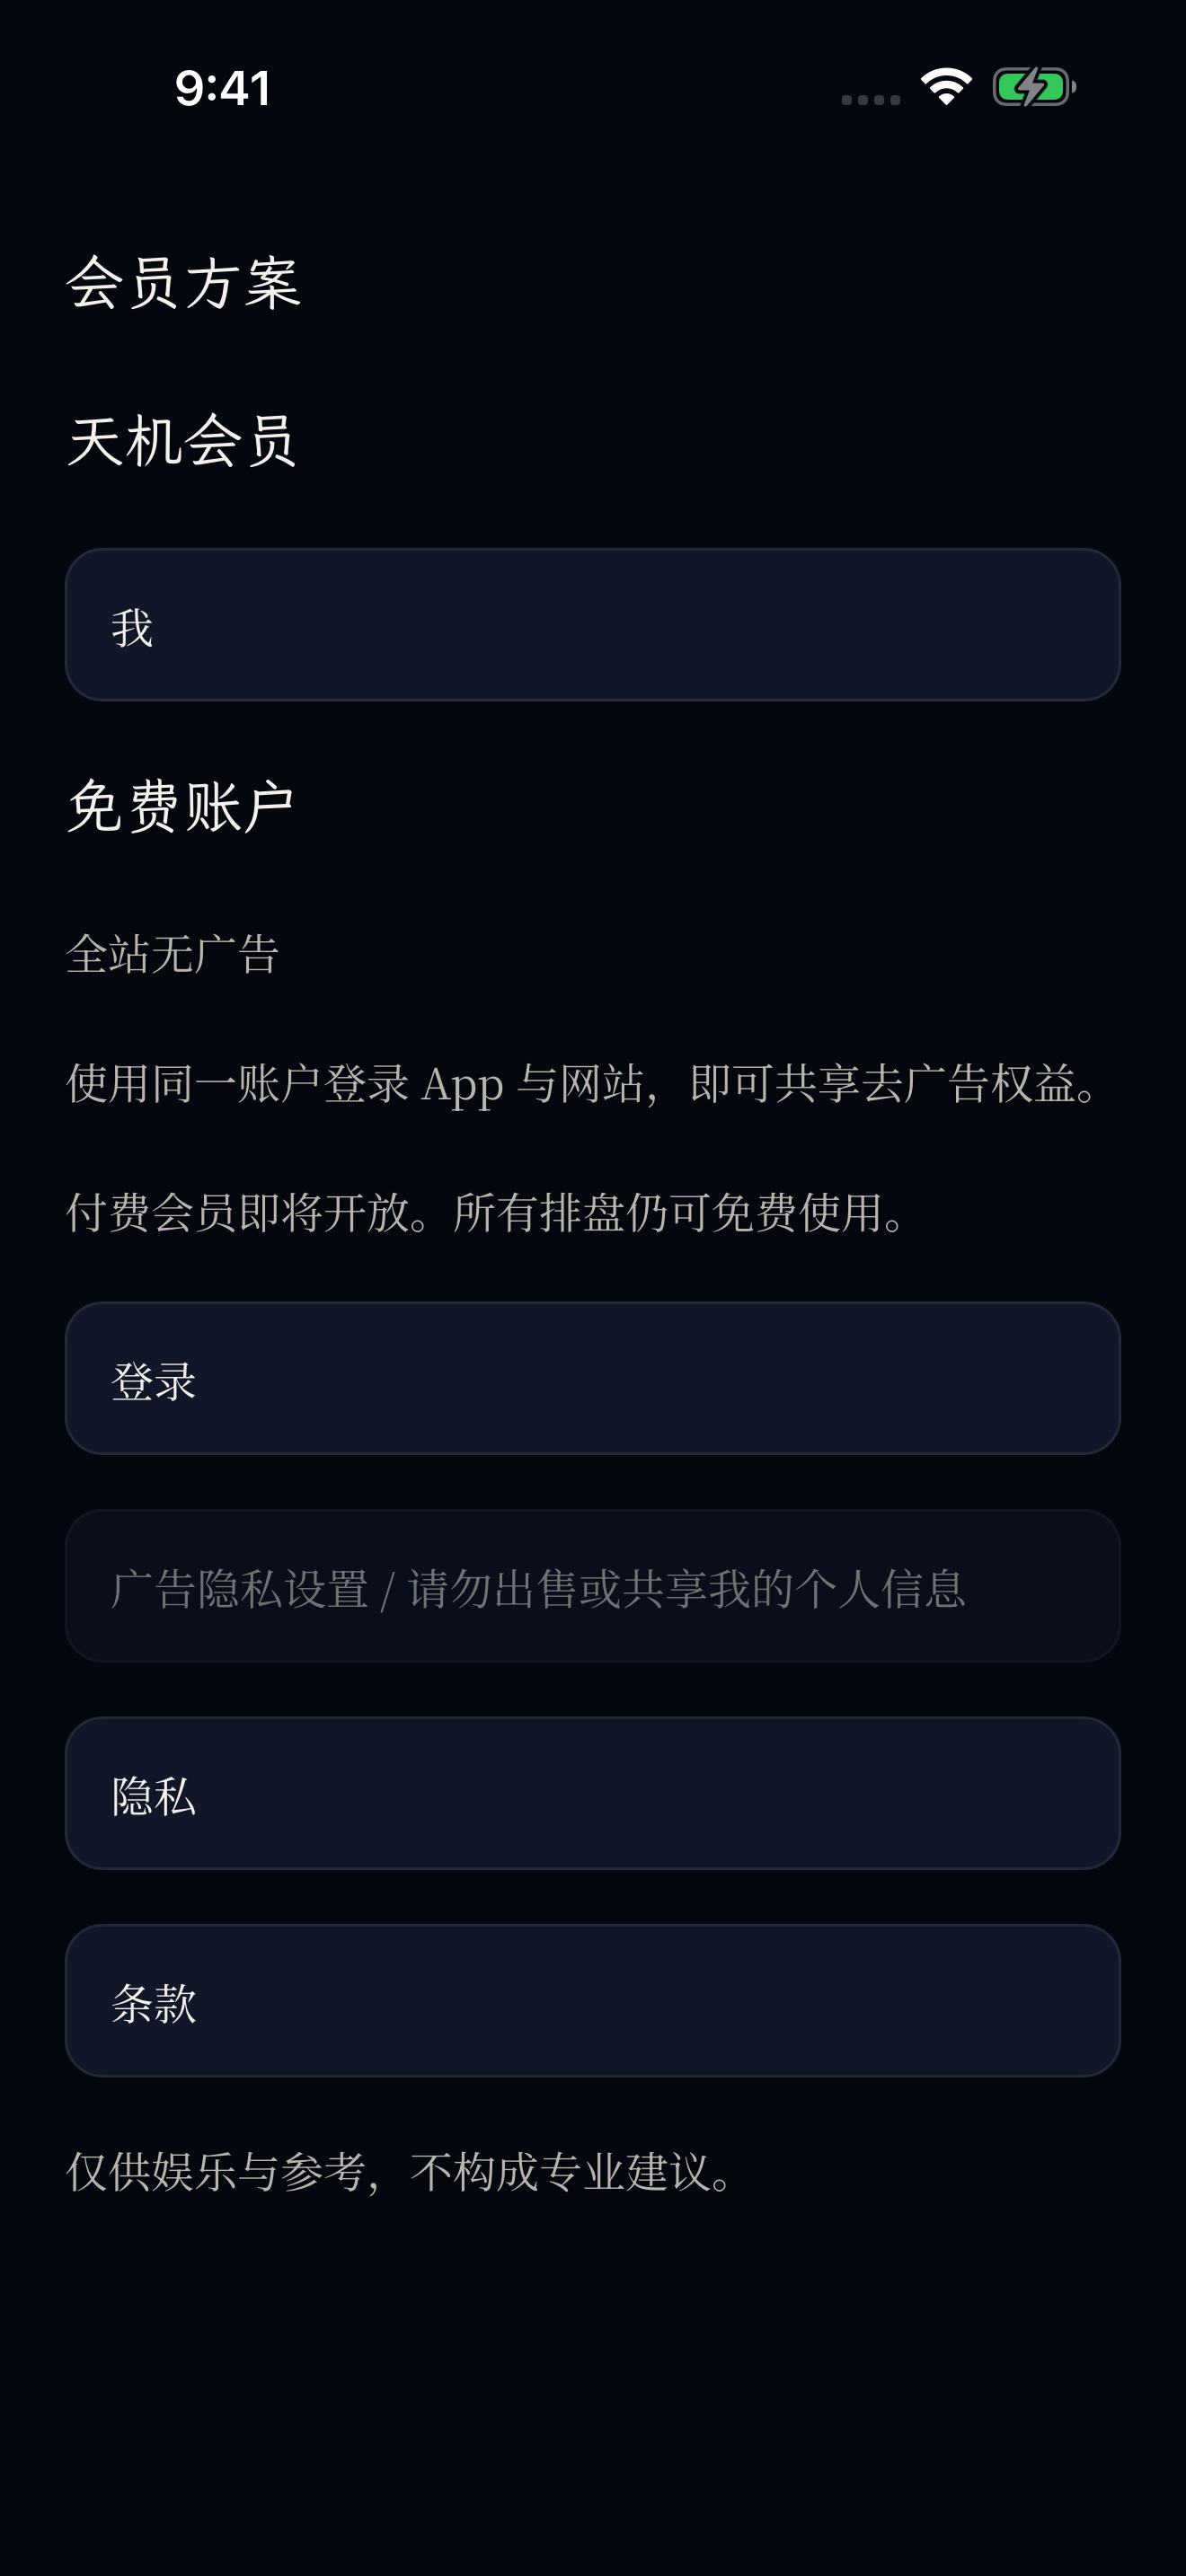 9:41
会员方案
天机会员
我
免费账户
全站无广告
使用同一账户登录 App 与网站，即可共享去广告权益。
付费会员即将开放。所有排盘仍可免费使用。
登录
广告隐私设置 / 请勿出售或共享我的个人信息
隐私
条款
仅供娱乐与参考，不构成专业建议。